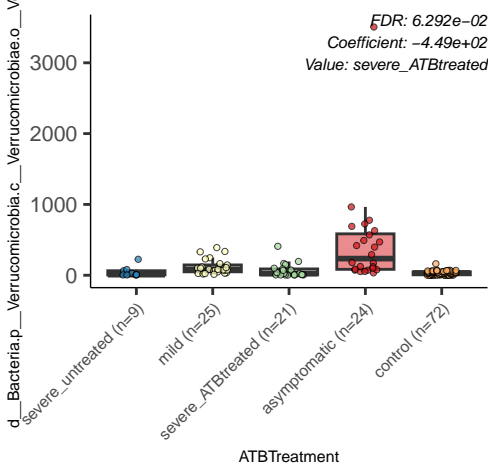 FDR: 6.292e−02
Coefficient: −4.49e+02
Value: severe_ATBtreated
d__Bacteria.p__Verrucomicrobia.c__Verrucomicrobiae.o__V
3000
2000
1000
0
severe_untreated (n=9)
mild (n=25)
severe_ATBtreated (n=21)
asymptomatic (n=24)
control (n=72)
ATBTreatment